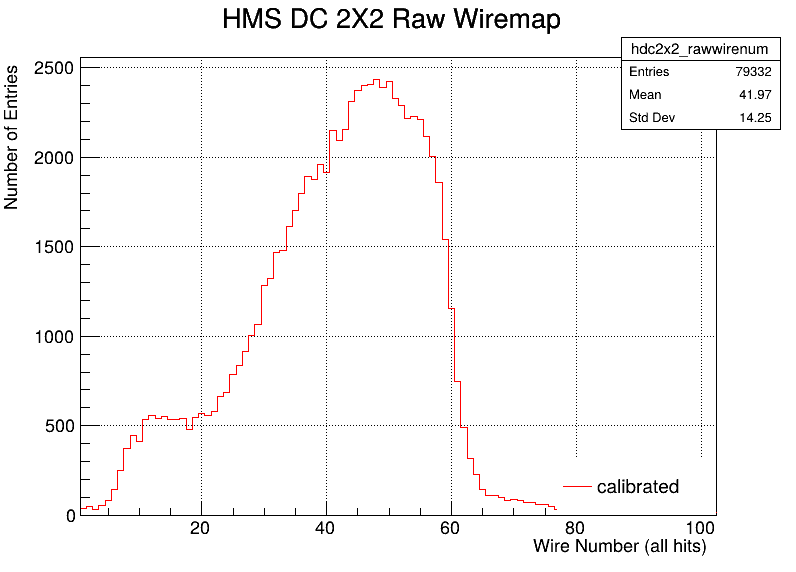 HMS DC 2X2 Raw Wiremap
hdc2x2_rawwirenum
Entries 79332
Mean 41.97
Std Dev 14.25
Number of Entries
2500
2000
1500
1000
500
0
calibrated
20 40 60 80 100
Wire Number (all hits)